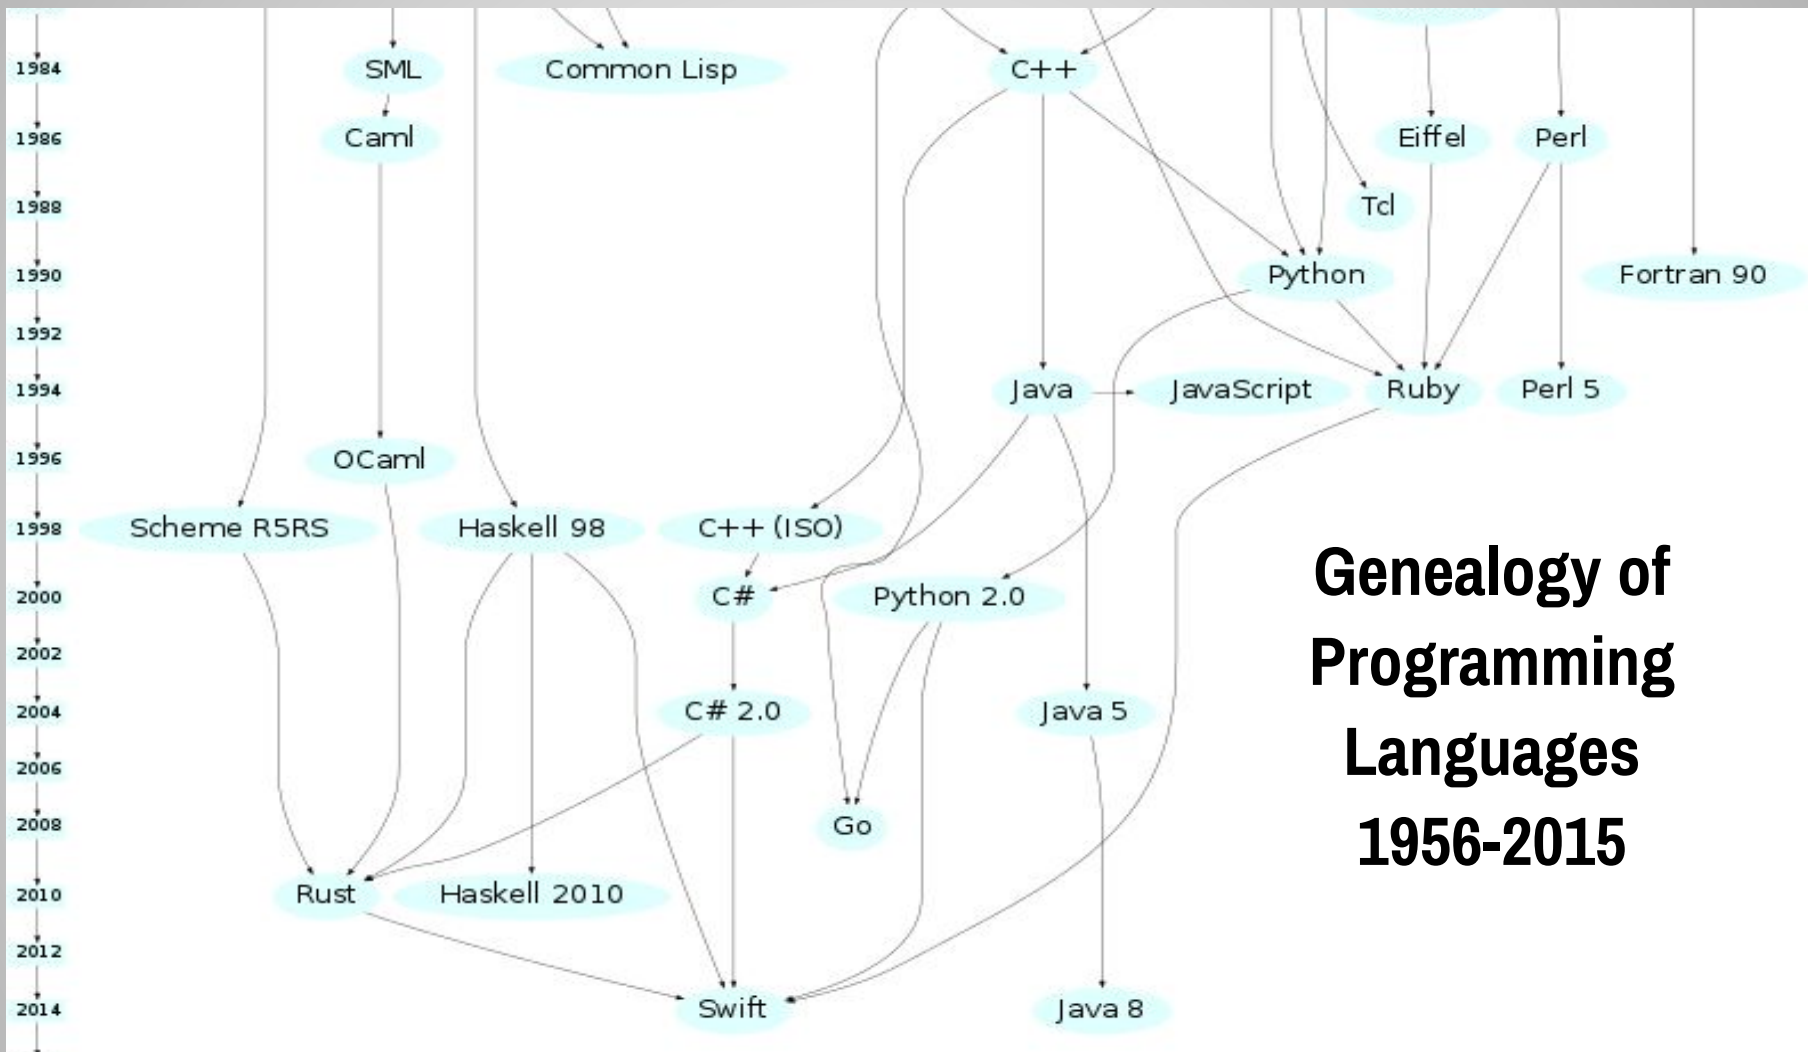 1984
SML
Common Lisp
C++
1986
Caml
Eiffel
Perl
1988
Tcl
1990
Python
Fortran 90
1992
1994
Java
JavaScript
Ruby
Perl 5
1996
OCaml
1998
Scheme R5RS
Haskell 98
C++ (ISO)
2000
C#
Python 2.0
2002
2004
C# 2.0
Java 5
2006
2008
Go
2010
Rust
Haskell 2010
2012
2014
Swift
Java 8
Genealogy of
Programming
Languages
1956-2015